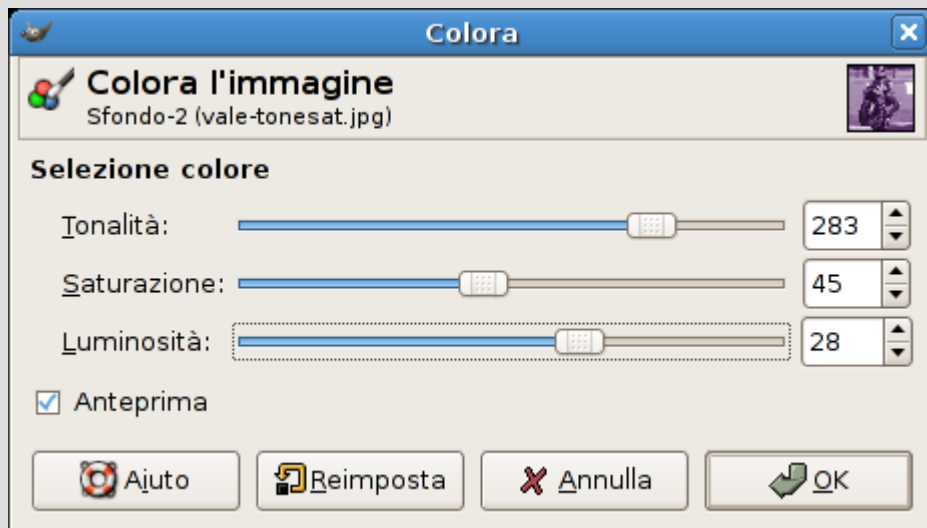 Colora
Colora l'immagine
Sfondo-2 (vale-tonesat.jpg)
Selezione colore
Tonalità: 283
Saturazione: 45
Luminosità: 28
Anteprima
Aiuto Reimposta Annulla OK